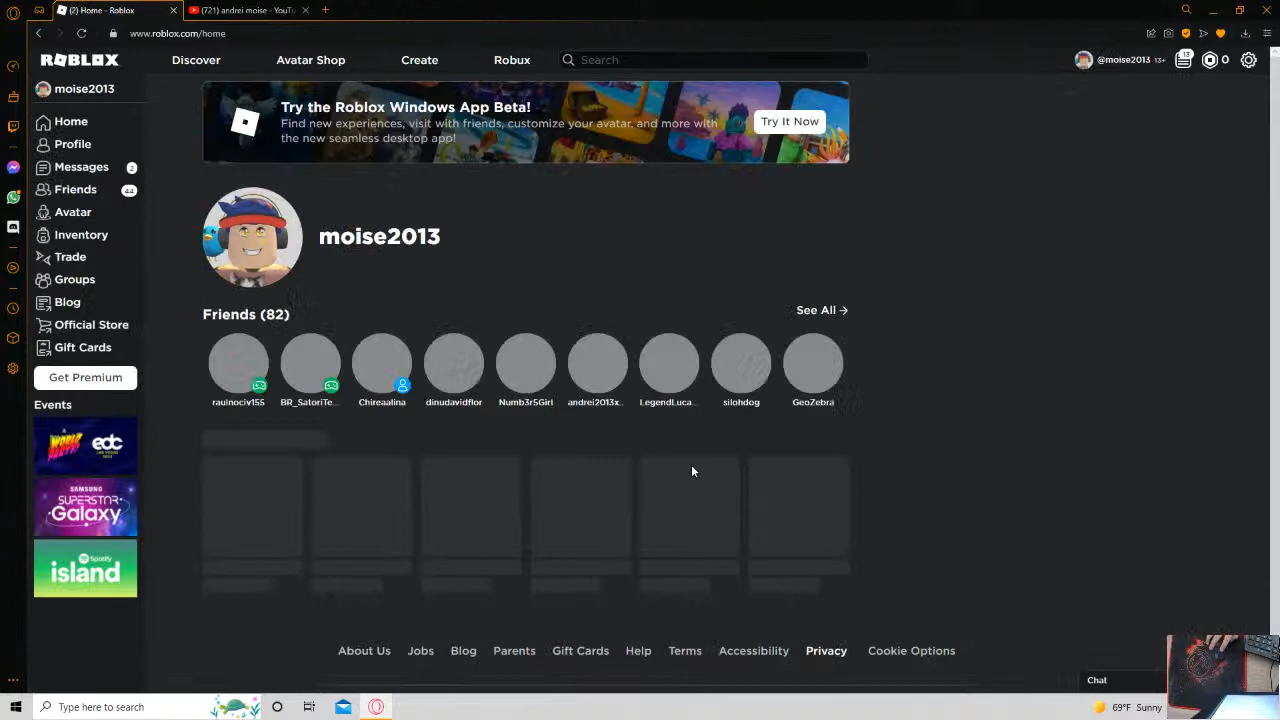 (2) Home - Roblox
(721) andrei moise - YouTu
www.roblox.com/home
ROBLOX
Discover
Avatar Shop
Create
Robux
Search
@moise2013 13+
13
0
moise2013
Home
Profile
Messages 2
Friends 44
Avatar
Inventory
Trade
Groups
Blog
Official Store
Gift Cards
Get Premium
Events
WORLD PARTY edc
SAMSUNG
SUPERSTAR
Galaxy
Spotify
island
Try the Roblox Windows App Beta!
Find new experiences, visit with friends, customize your avatar, and more with
the new seamless desktop app!
Try It Now
moise2013
Friends (82)
See All
raulnociv155
BR_SatoriTe...
Chireaalina
dinudavidflor
Numb3r5Girl
andrei2013x...
LegendLuca...
silohdog
GeoZebra
About Us
Jobs
Blog
Parents
Gift Cards
Help
Terms
Accessibility
Privacy
Cookie Options
Chat
Type here to search
69°F Sunny